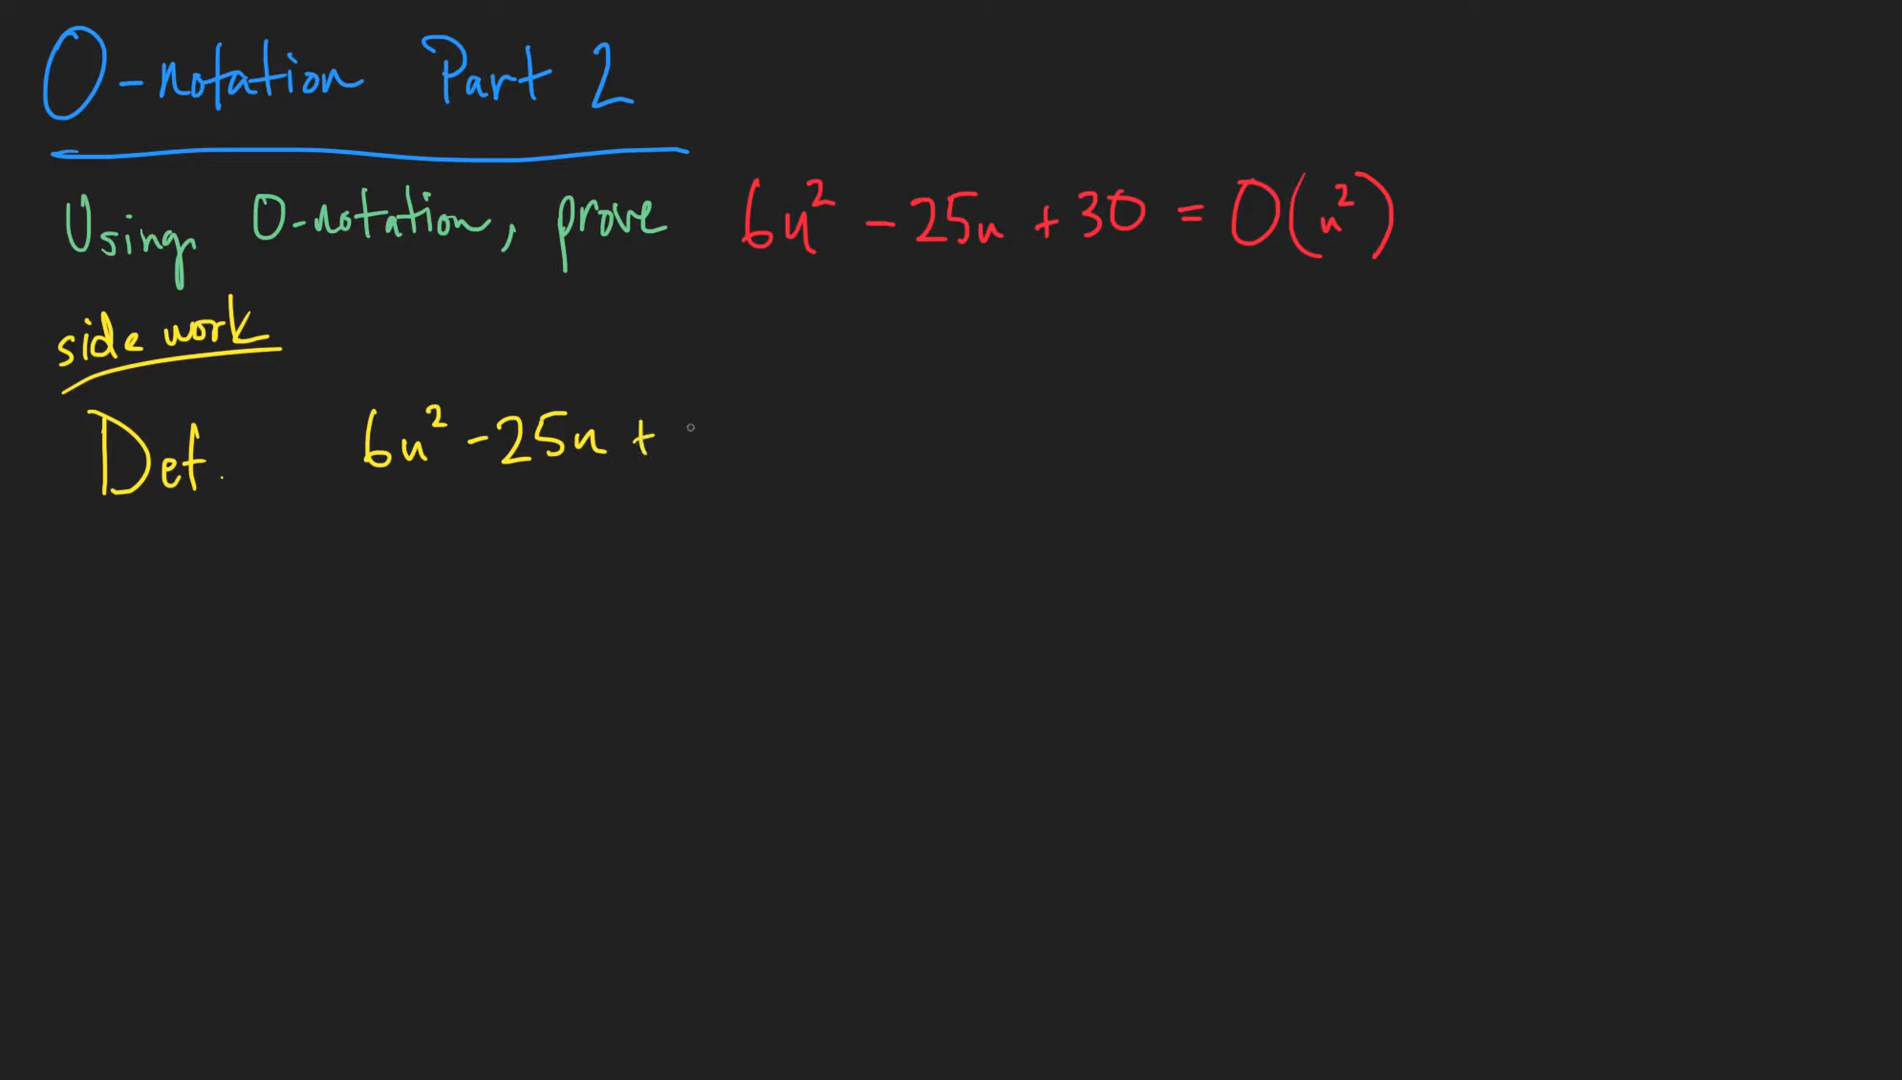 O-notation Part 2
Using O-notation, prove 6n² - 25n + 30 = O(n²)
side work
Def. 6n² - 25n +